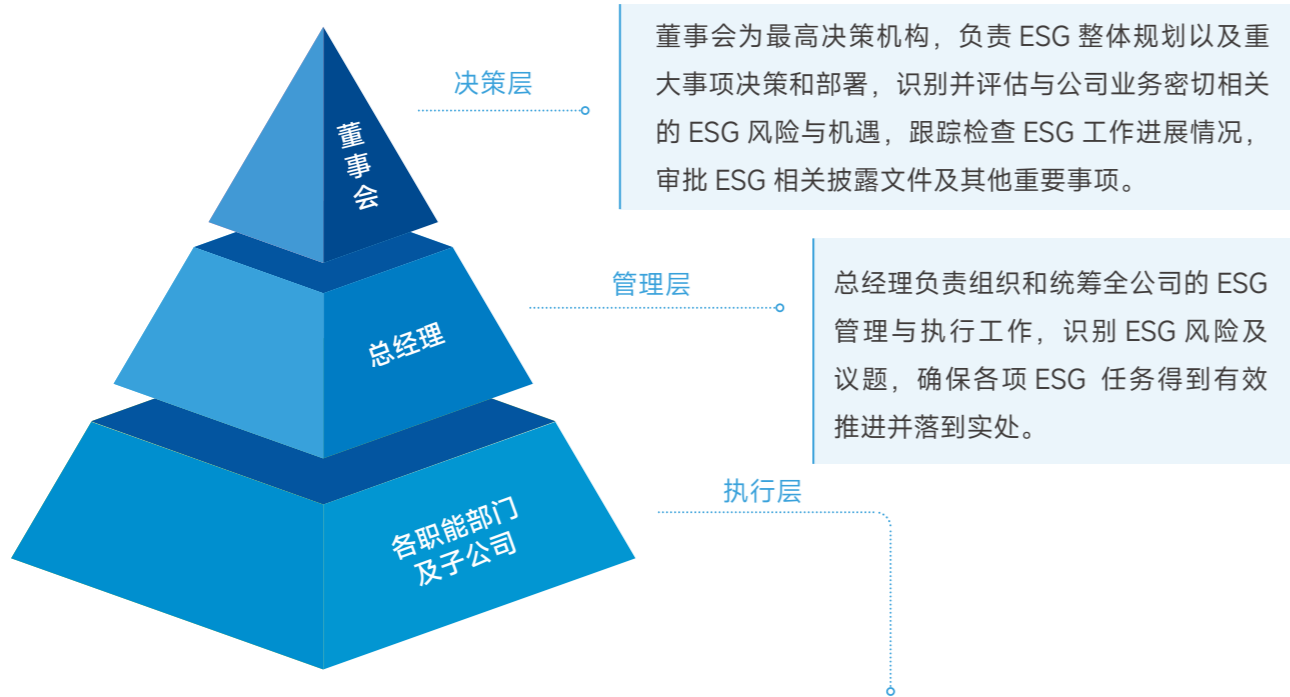 董事会
决策层
董事会为最高决策机构，负责 ESG 整体规划以及重
大事项决策和部署，识别并评估与公司业务密切相关
的 ESG 风险与机遇，跟踪检查 ESG 工作进展情况，
审批 ESG 相关披露文件及其他重要事项。
总经理
管理层
总经理负责组织和统筹全公司的 ESG
管理与执行工作，识别 ESG 风险及
议题，确保各项 ESG 任务得到有效
推进并落到实处。
各职能部门
及子公司
执行层